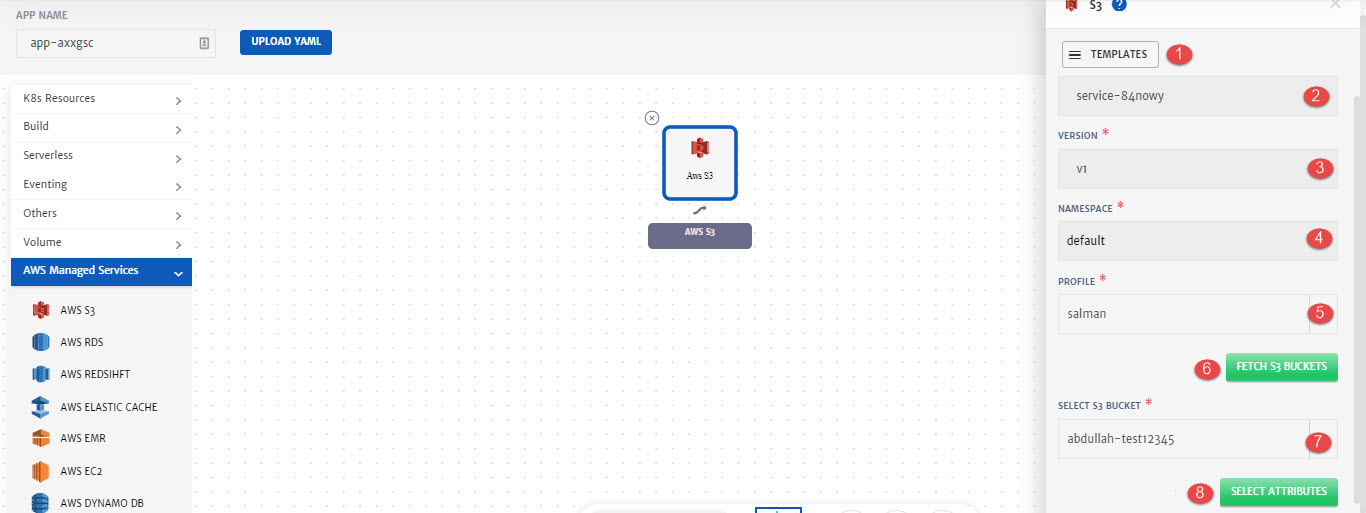 APP NAME
app-axxgsc
UPLOAD YAML
K8s Resources
Build
Serverless
Eventing
Others
Volume
AWS Managed Services
AWS S3
AWS RDS
AWS REDSIHFT
AWS ELASTIC CACHE
AWS EMR
AWS EC2
AWS DYNAMO DB
Aws S3
AWS S3
S3 ?
TEMPLATES 1
service-84nowy 2
VERSION *
v1 3
NAMESPACE *
default 4
PROFILE *
salman 5
6 FETCH S3 BUCKETS
SELECT S3 BUCKET *
abdullah-test12345 7
8 SELECT ATTRIBUTES